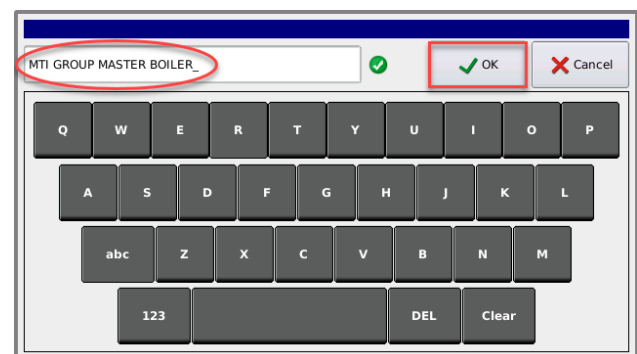 MTI GROUP MASTER BOILER_
OK
Cancel
Q W E R T Y U I O P
A S D F G H J K L
abc Z X C V B N M
123 DEL Clear